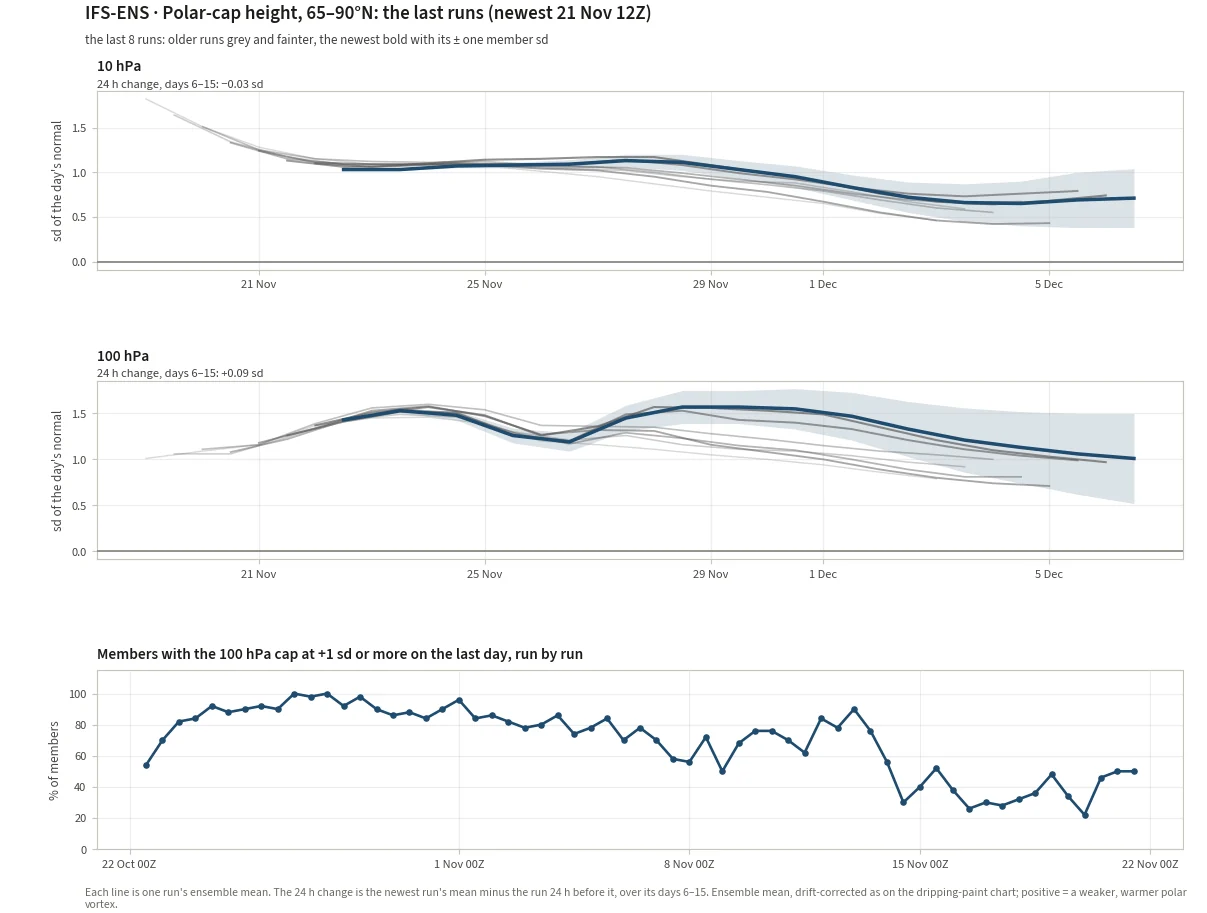 IFS-ENS · Polar-cap height, 65–90°N: the last runs (newest 21 Nov 12Z)
the last 8 runs: older runs grey and fainter, the newest bold with its ± one member sd
10 hPa
24 h change, days 6–15: −0.03 sd
sd of the day's normal
1.5
1.0
0.5
0.0
21 Nov
25 Nov
29 Nov
1 Dec
5 Dec
100 hPa
24 h change, days 6–15: +0.09 sd
sd of the day's normal
1.5
1.0
0.5
0.0
21 Nov
25 Nov
29 Nov
1 Dec
5 Dec
Members with the 100 hPa cap at +1 sd or more on the last day, run by run
% of members
100
80
60
40
20
0
22 Oct 00Z
1 Nov 00Z
8 Nov 00Z
15 Nov 00Z
22 Nov 00Z
Each line is one run's ensemble mean. The 24 h change is the newest run's mean minus the run 24 h before it, over its days 6–15. Ensemble mean, drift-corrected as on the dripping-paint chart; positive = a weaker, warmer polar
vortex.